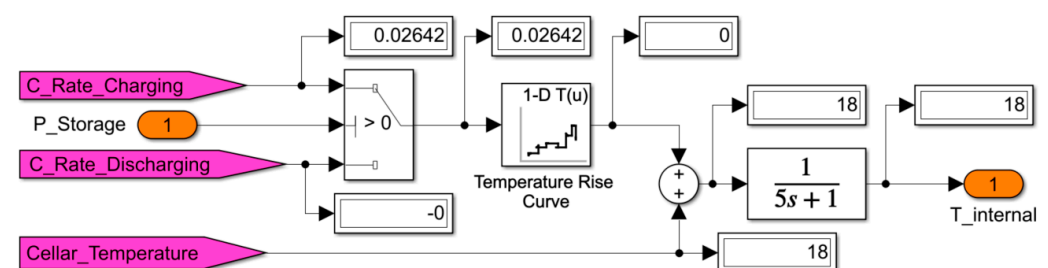 0.02642
0.02642
0
C_Rate_Charging
1-D T(u)
18
18
P_Storage
1
> 0
C_Rate_Discharging
Temperature Rise
Curve
+
+
1
5s + 1
1
T_internal
-0
Cellar_Temperature
18